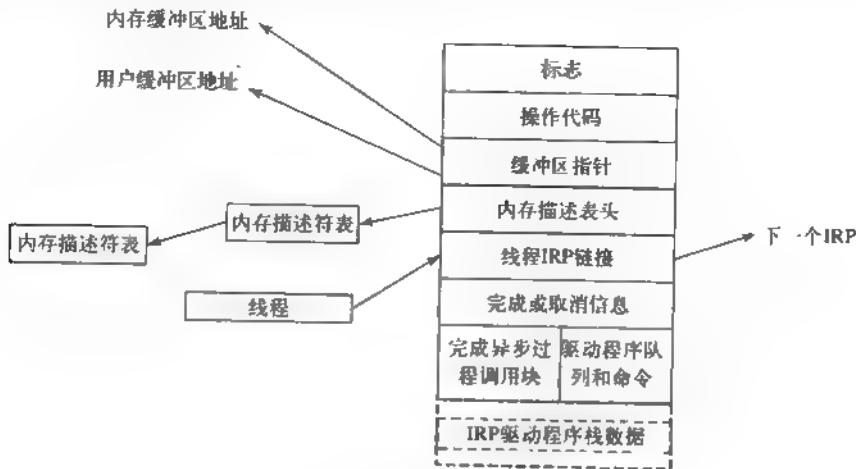 内存缓冲区地址
用户缓冲区地址
标志
操作代码
缓冲区指针
内存描述表头
内存描述符表
内存描述符表
线程IRP链接
下一个IRP
线程
完成或取消信息
完成异步过
程调用块
驱动程序队
列和命令
IRP驱动程序栈数据